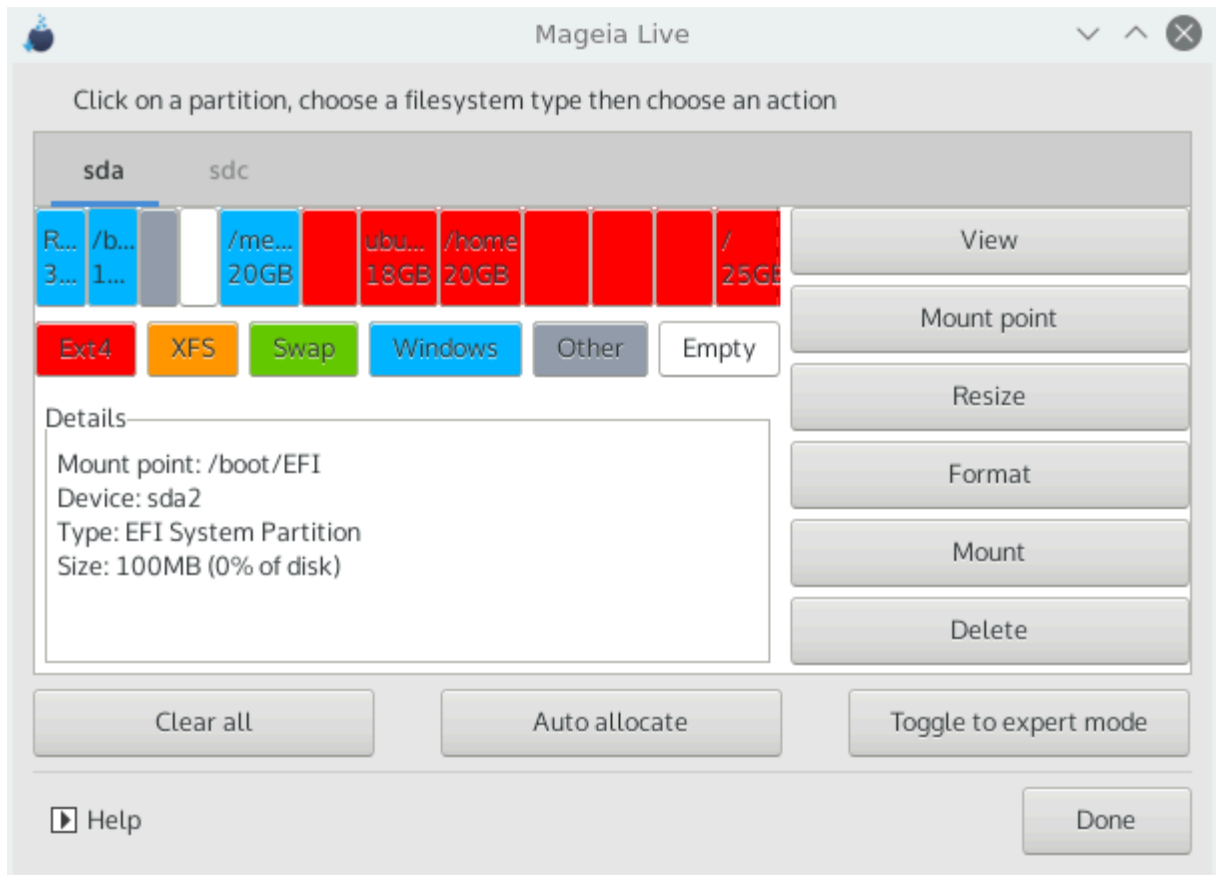 Mageia Live
Click on a partition, choose a filesystem type then choose an action
sda sdc
R... /b... /me... ubu... /home /
3... 1... 20GB 18GB 20GB 25GB
Ext4 XFS Swap Windows Other Empty
Details
Mount point: /boot/EFI
Device: sda2
Type: EFI System Partition
Size: 100MB (0% of disk)
View
Mount point
Resize
Format
Mount
Delete
Clear all Auto allocate Toggle to expert mode
Help Done